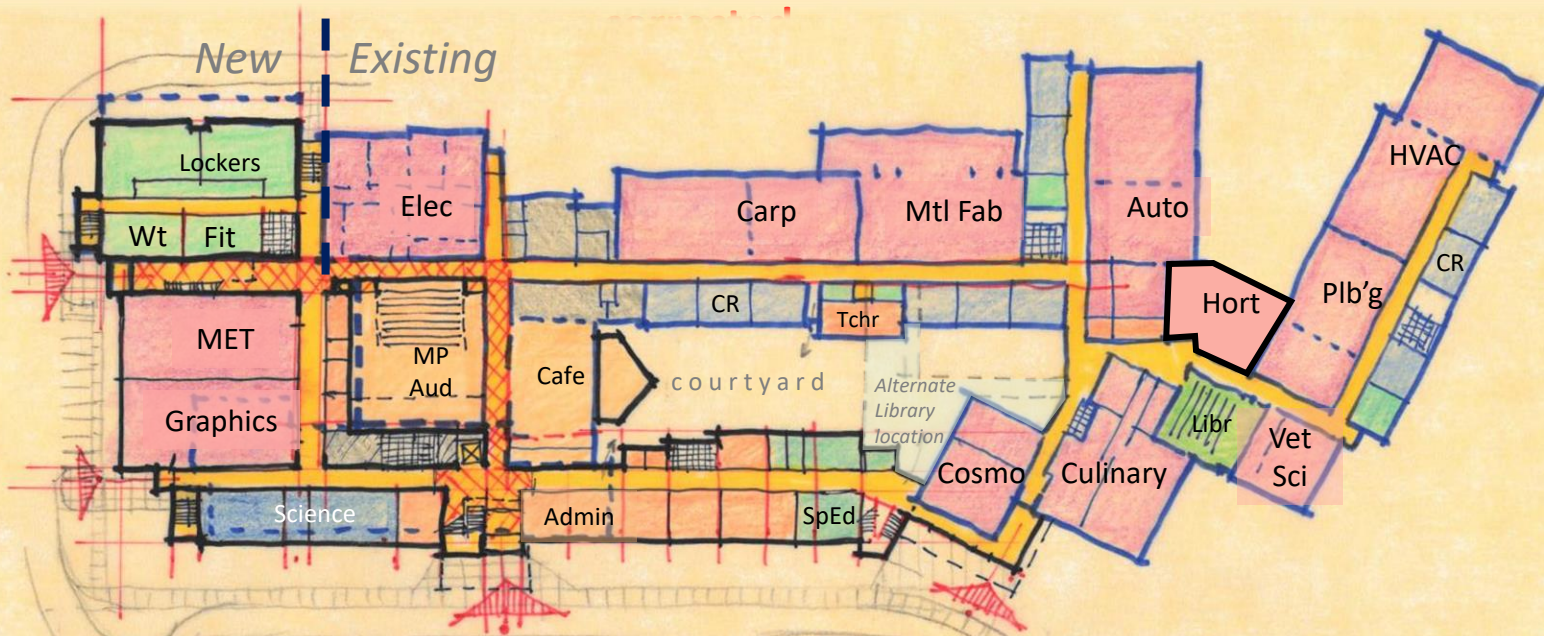 New Existing
Lockers
Wt Fit
Elec
Carp
Mtl Fab
Auto
HVAC
CR
Hort
Plb'g
MET
Graphics
MP
Aud
Cafe
CR
Tchr
courtyard
Alternate
Library
location
Cosmo
Culinary
Libr
Vet
Sci
Science
Admin
SpEd